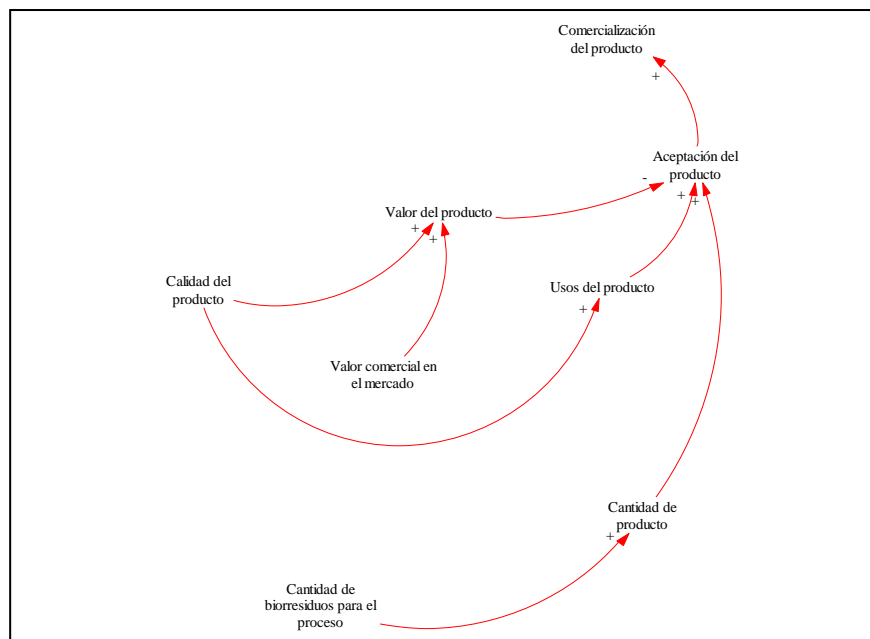 Comercialización
del producto
+
Aceptación del
producto
-
+
+
Valor del producto
+
+
Calidad del
producto
Usos del producto
+
Valor comercial en
el mercado
Cantidad de
producto
+
Cantidad de
biorresiduos para el
proceso